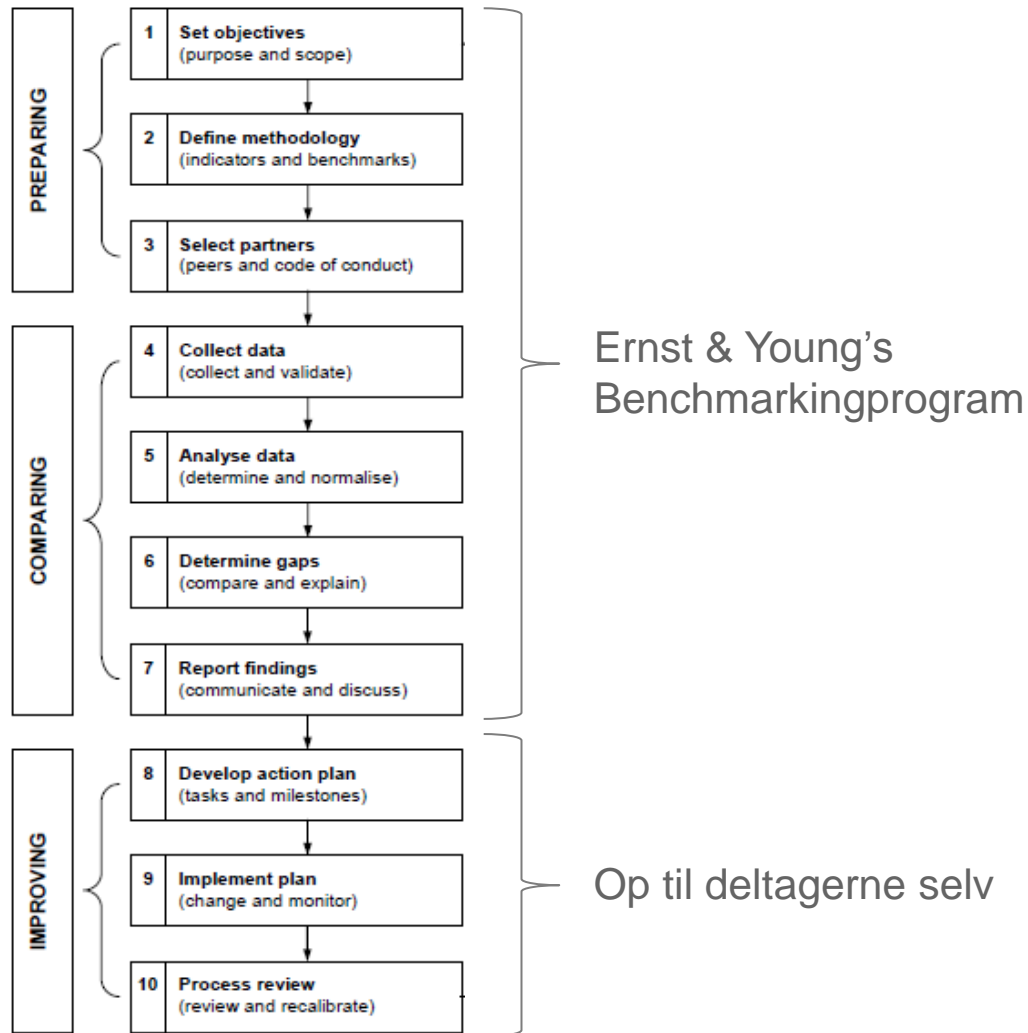 PREPARING
1 Set objectives
(purpose and scope)
2 Define methodology
(indicators and benchmarks)
3 Select partners
(peers and code of conduct)
COMPARING
4 Collect data
(collect and validate)
5 Analyse data
(determine and normalise)
6 Determine gaps
(compare and explain)
7 Report findings
(communicate and discuss)
Ernst & Young’s
Benchmarkingprogram
IMPROVING
8 Develop action plan
(tasks and milestones)
9 Implement plan
(change and monitor)
10 Process review
(review and recalibrate)
Op til deltagerne selv